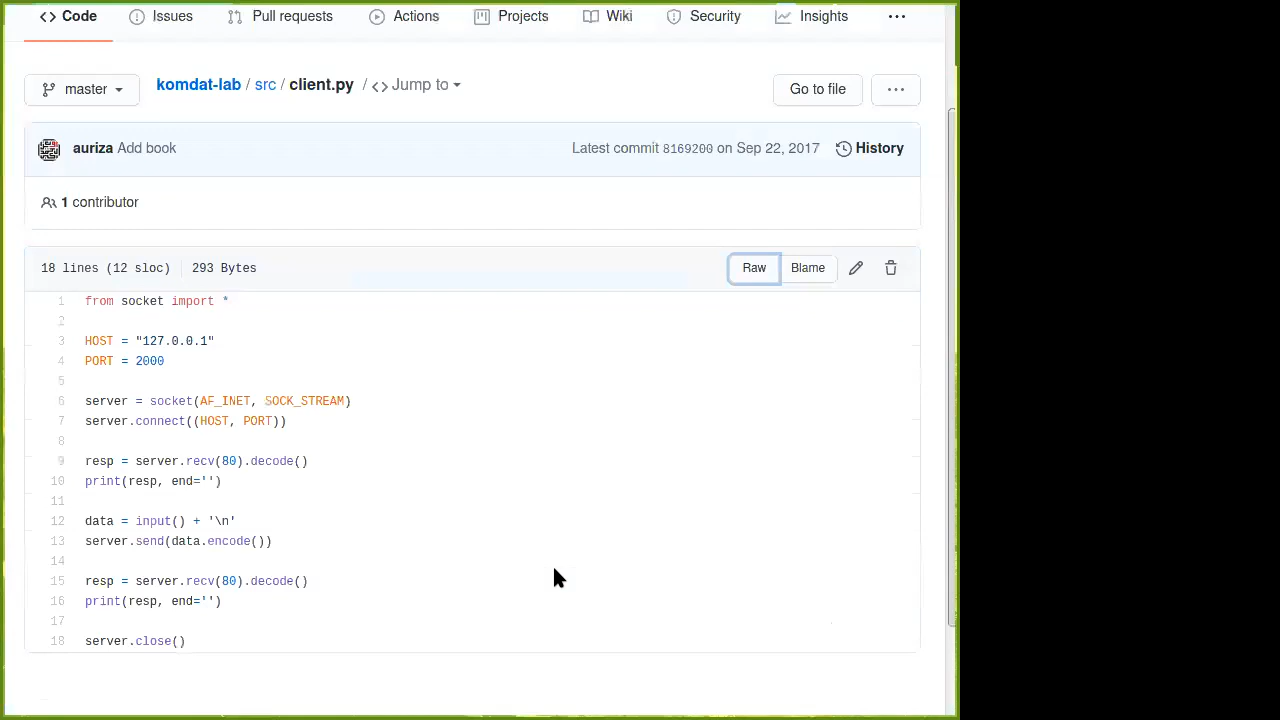 <> Code Issues Pull requests Actions Projects Wiki Security Insights ...
master komdat-lab / src / client.py / <> Jump to Go to file ...
auriza Add book Latest commit 8169200 on Sep 22, 2017 History
1 contributor
18 lines (12 sloc) 293 Bytes Raw Blame
1 from socket import *
2
3 HOST = "127.0.0.1"
4 PORT = 2000
5
6 server = socket(AF_INET, SOCK_STREAM)
7 server.connect((HOST, PORT))
8
9 resp = server.recv(80).decode()
10 print(resp, end='')
11
12 data = input() + '\n'
13 server.send(data.encode())
14
15 resp = server.recv(80).decode()
16 print(resp, end='')
17
18 server.close()